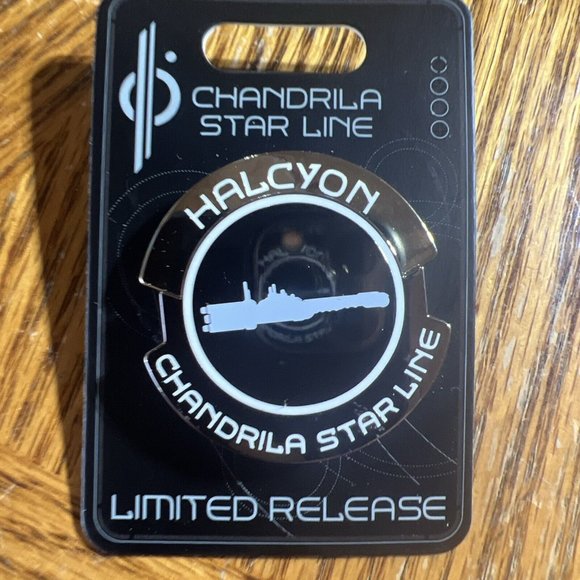 CHANDRILA
STAR LINE
HALCYON
CHANDRILA STAR LINE
LIMITED RELEASE